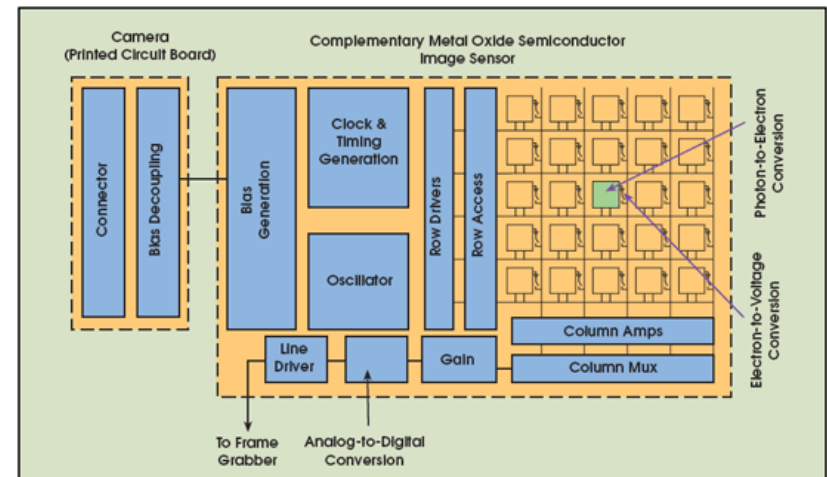 Camera
(Printed Circuit Board)
Complementary Metal Oxide Semiconductor
Image Sensor
Connector
Bias Decoupling
Bias
Generation
Clock &
Timing
Generation
Oscillator
Row Drivers
Row Access
Photon-to-Electron
Conversion
Electron-to-Voltage
Conversion
Column Amps
Column Mux
Line
Driver
Gain
To Frame
Grabber
Analog-to-Digital
Conversion